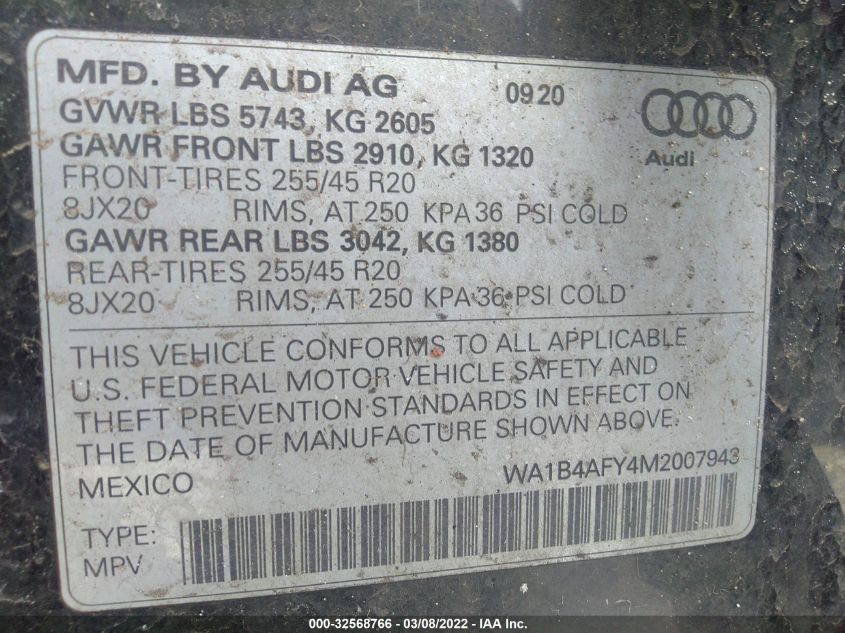 MFD. BY AUDI AG 0920
GVWR LBS 5743, KG 2605
GAWR FRONT LBS 2910, KG 1320
Audi
FRONT-TIRES 255/45 R20
8JX20 RIMS, AT 250 KPA 36 PSI COLD
GAWR REAR LBS 3042, KG 1380
REAR-TIRES 255/45 R20
8JX20 RIMS, AT 250 KPA 36 PSI COLD
THIS VEHICLE CONFORMS TO ALL APPLICABLE
U.S. FEDERAL MOTOR VEHICLE SAFETY AND
THEFT PREVENTION STANDARDS IN EFFECT ON
THE DATE OF MANUFACTURE SHOWN ABOVE.
MEXICO WA1B4AFY4M2007943
TYPE:
MPV
000-32568766 - 03/08/2022 - IAA Inc.